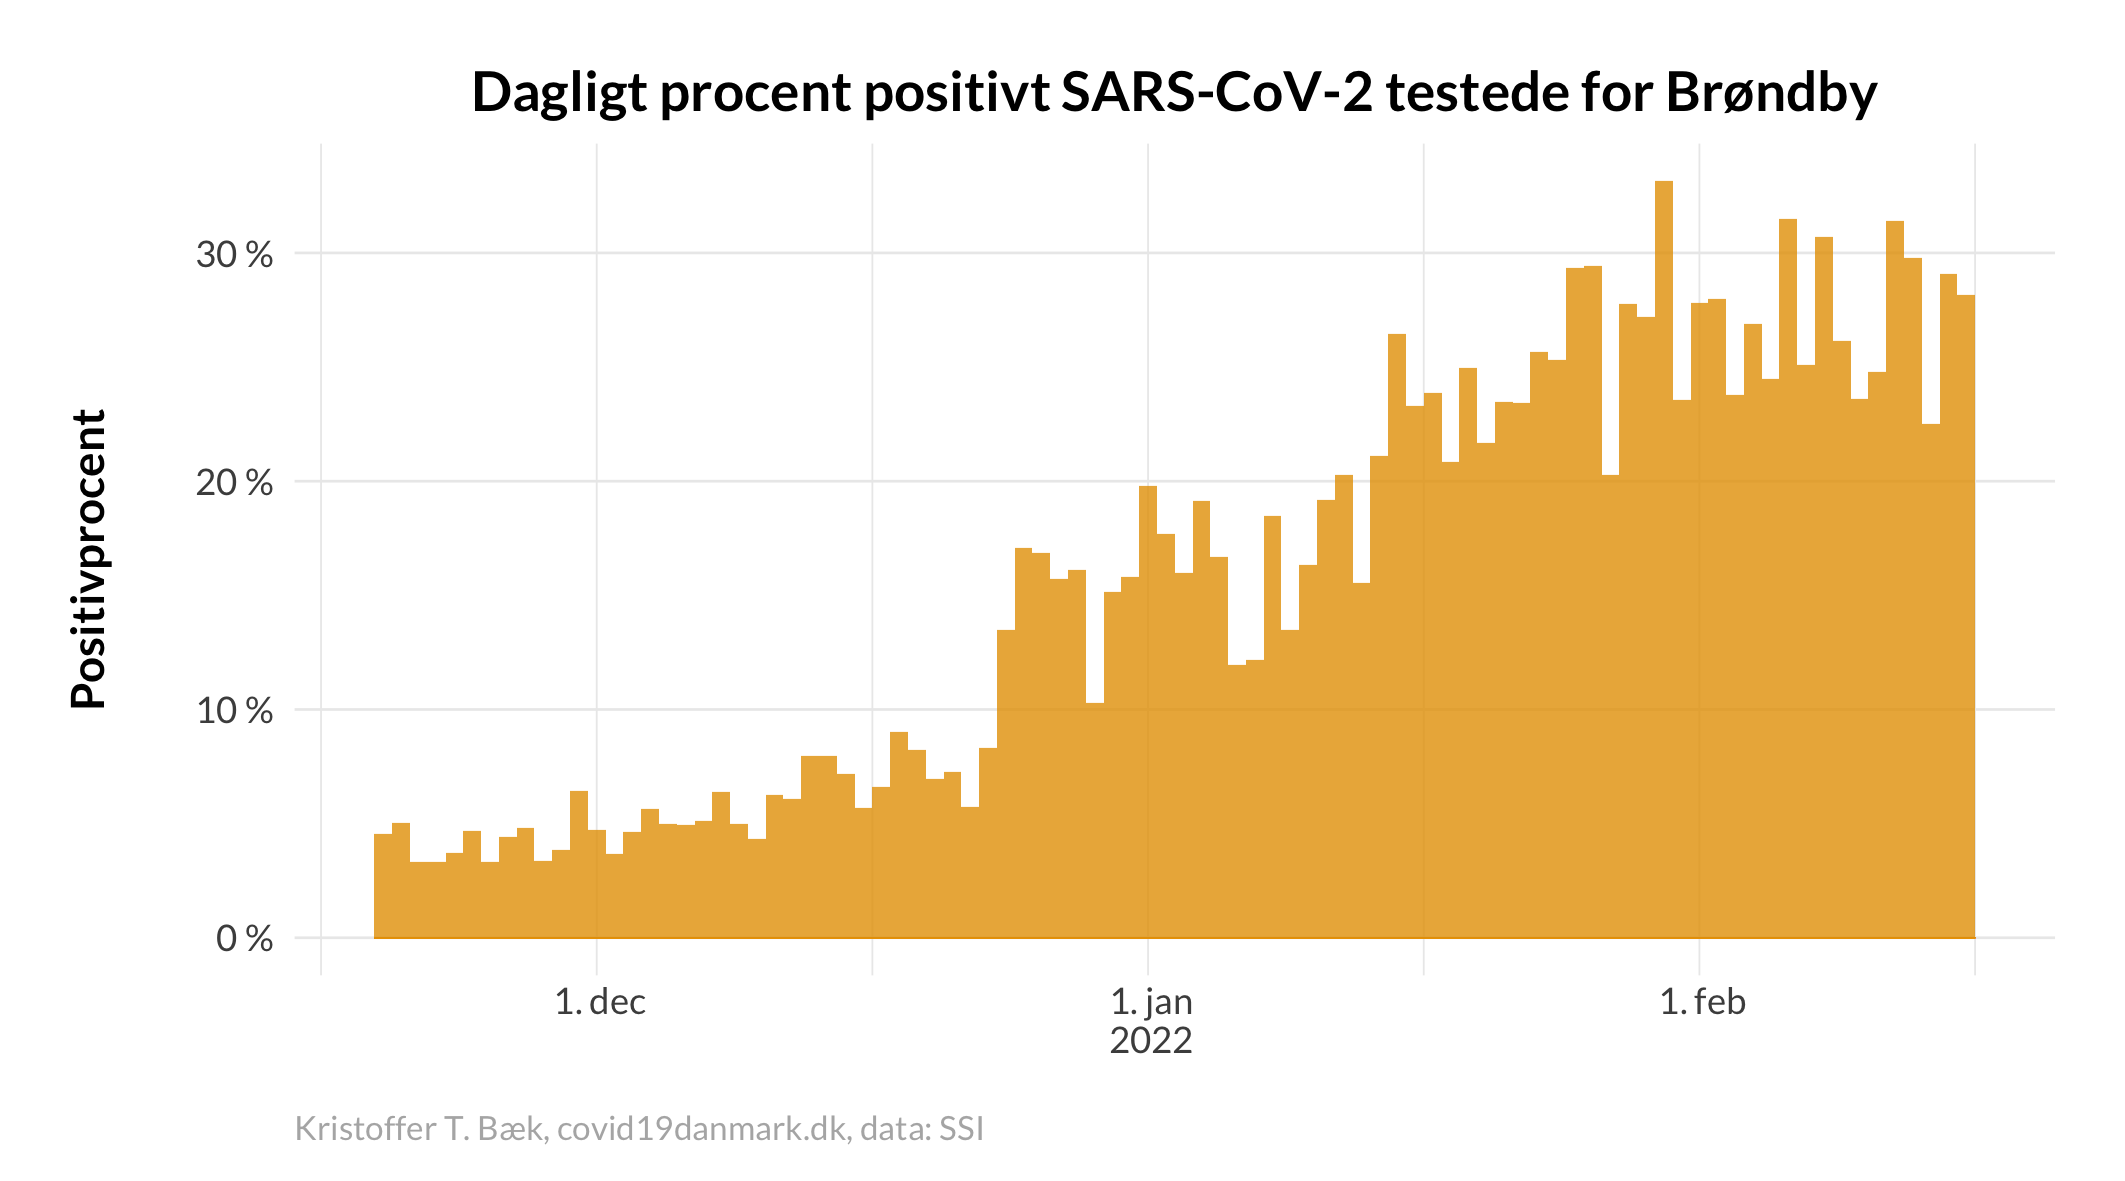 Dagligt procent positivt SARS-CoV-2 testede for Brøndby
Positivprocent
30 %
20 %
10 %
0 %
1. dec
1. jan
2022
1. feb
Kristoffer T. Bæk, covid19danmark.dk, data: SSI